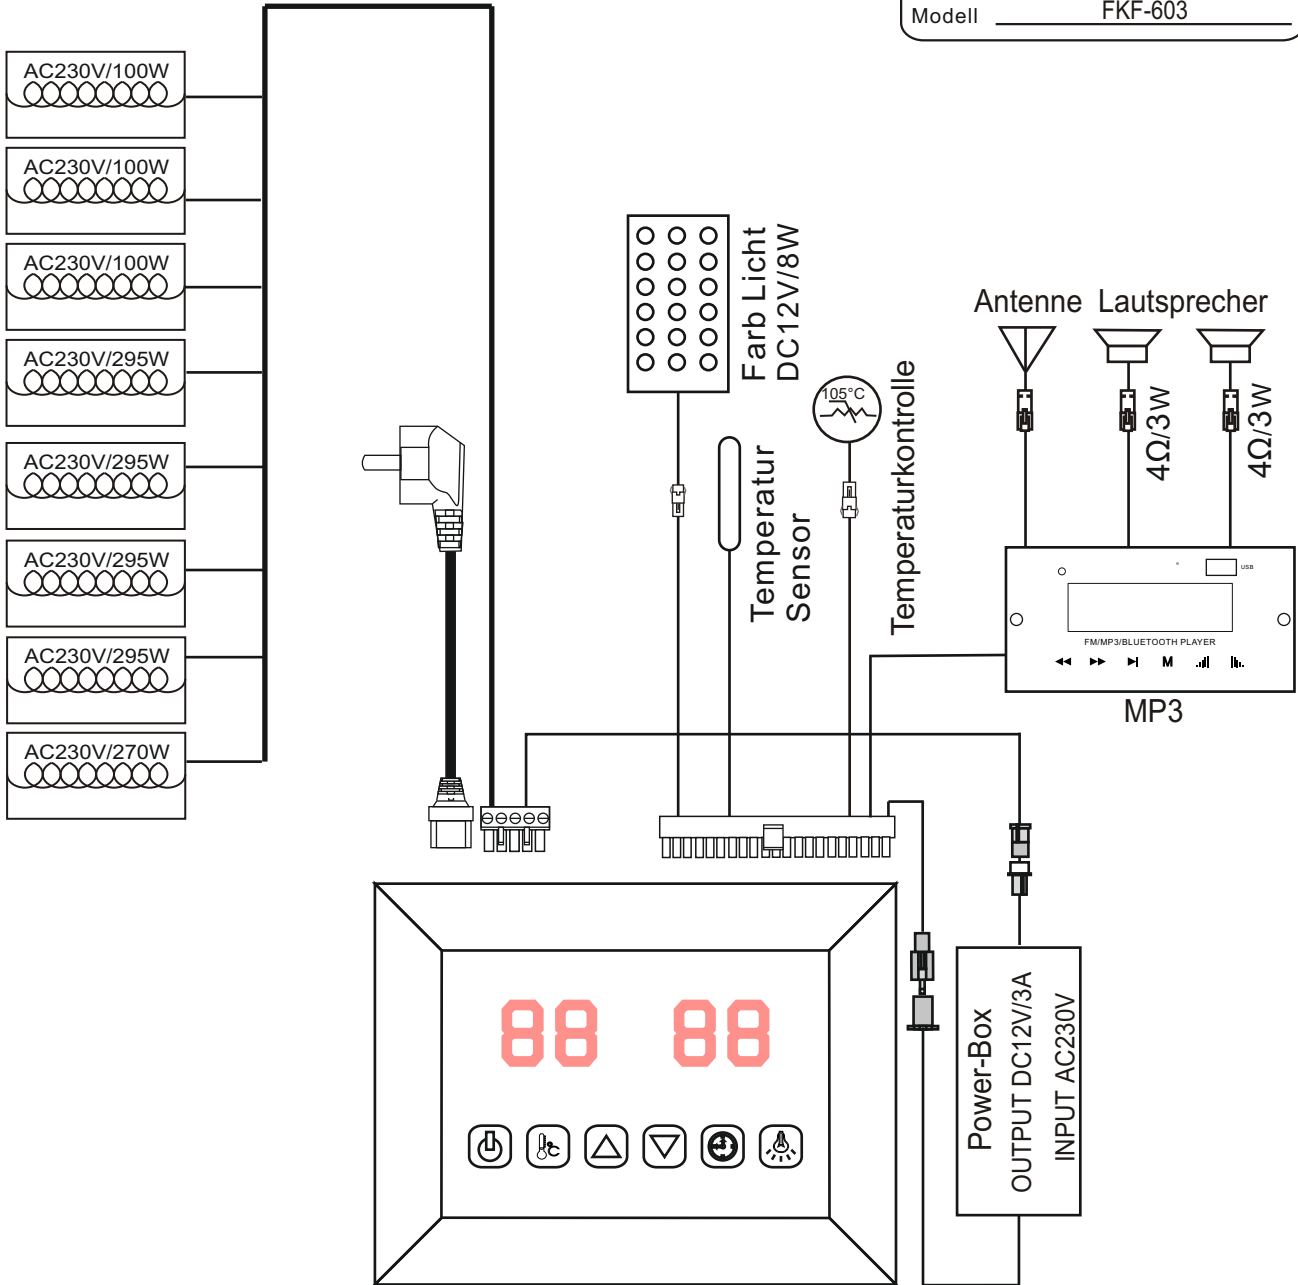 Modell FKF-603
AC230V/100W
AC230V/100W
AC230V/100W
AC230V/295W
AC230V/295W
AC230V/295W
AC230V/295W
AC230V/270W
Farb Licht
DC12V/8W
Temperatur
Sensor
105°C
Temperaturkontrolle
Antenne Lautsprecher
4Ω/3W
4Ω/3W
USB
FM/MP3/BLUETOOTH PLAYER
M
MP3
88 88
°C
Power-Box
OUTPUT DC12V/3A
INPUT AC230V